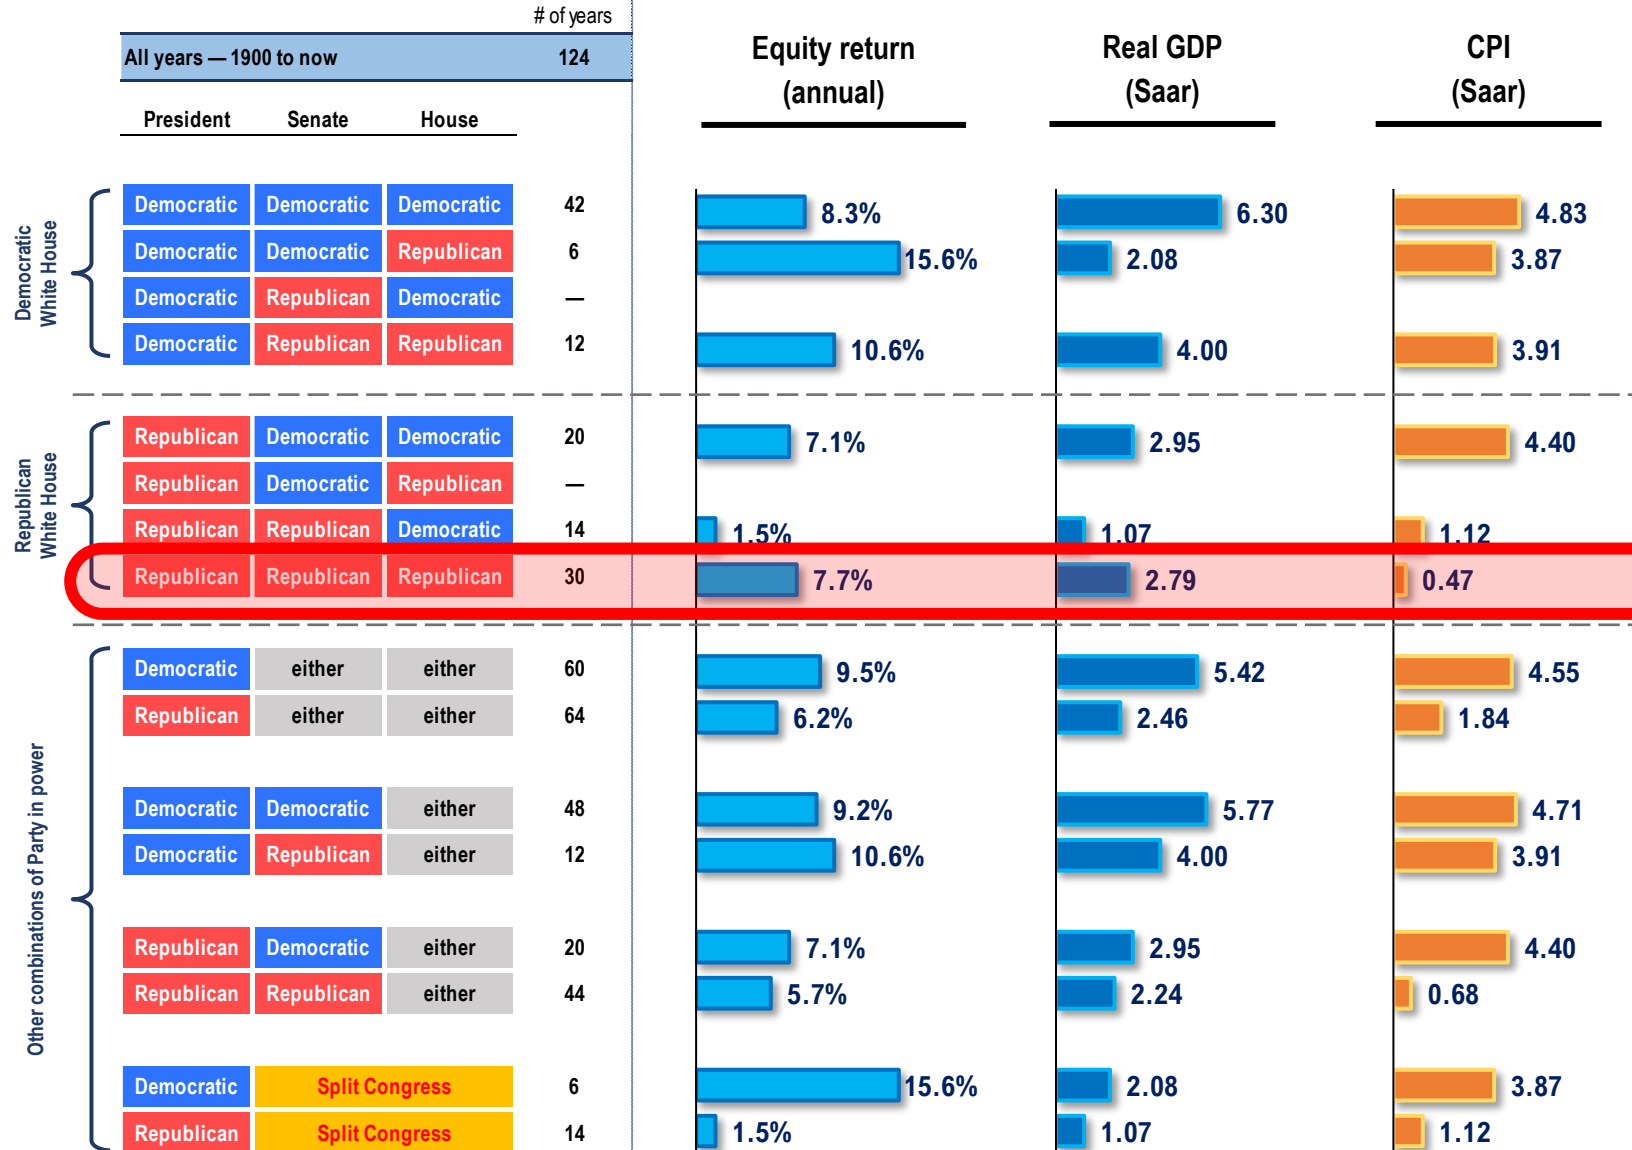 # of years
All years — 1900 to now 124
Equity return
(annual)
Real GDP
(Saar)
CPI
(Saar)
President Senate House
Democratic
White House
Democratic Democratic Democratic 42 8.3% 6.30 4.83
Democratic Democratic Republican 6 15.6% 2.08 3.87
Democratic Republican Democratic —
Democratic Republican Republican 12 10.6% 4.00 3.91
Republican
White House
Republican Democratic Democratic 20 7.1% 2.95 4.40
Republican Democratic Republican —
Republican Republican Democratic 14 1.5% 1.07 1.12
Republican Republican Republican 30 7.7% 2.79 0.47
Other combinations of Party in power
Democratic either either 60 9.5% 5.42 4.55
Republican either either 64 6.2% 2.46 1.84
Democratic Democratic either 48 9.2% 5.77 4.71
Democratic Republican either 12 10.6% 4.00 3.91
Republican Democratic either 20 7.1% 2.95 4.40
Republican Republican either 44 5.7% 2.24 0.68
Democratic Split Congress 6 15.6% 2.08 3.87
Republican Split Congress 14 1.5% 1.07 1.12